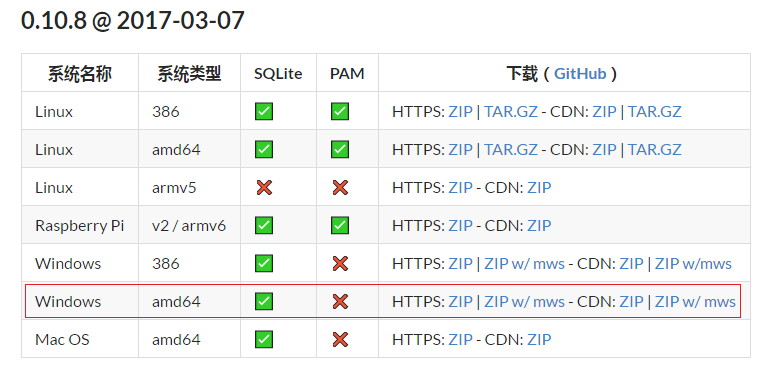 0.10.8 @ 2017-03-07
系统名称 系统类型 SQLite PAM 下载（GitHub）
Linux 386 ✅ ✅ HTTPS: ZIP | TAR.GZ - CDN: ZIP | TAR.GZ
Linux amd64 ✅ ✅ HTTPS: ZIP | TAR.GZ - CDN: ZIP | TAR.GZ
Linux armv5 ❌ ❌ HTTPS: ZIP - CDN: ZIP
Raspberry Pi v2 / armv6 ✅ ✅ HTTPS: ZIP - CDN: ZIP
Windows 386 ✅ ❌ HTTPS: ZIP | ZIP w/ mws - CDN: ZIP | ZIP w/mws
Windows amd64 ✅ ❌ HTTPS: ZIP | ZIP w/ mws - CDN: ZIP | ZIP w/ mws
Mac OS amd64 ✅ ❌ HTTPS: ZIP - CDN: ZIP